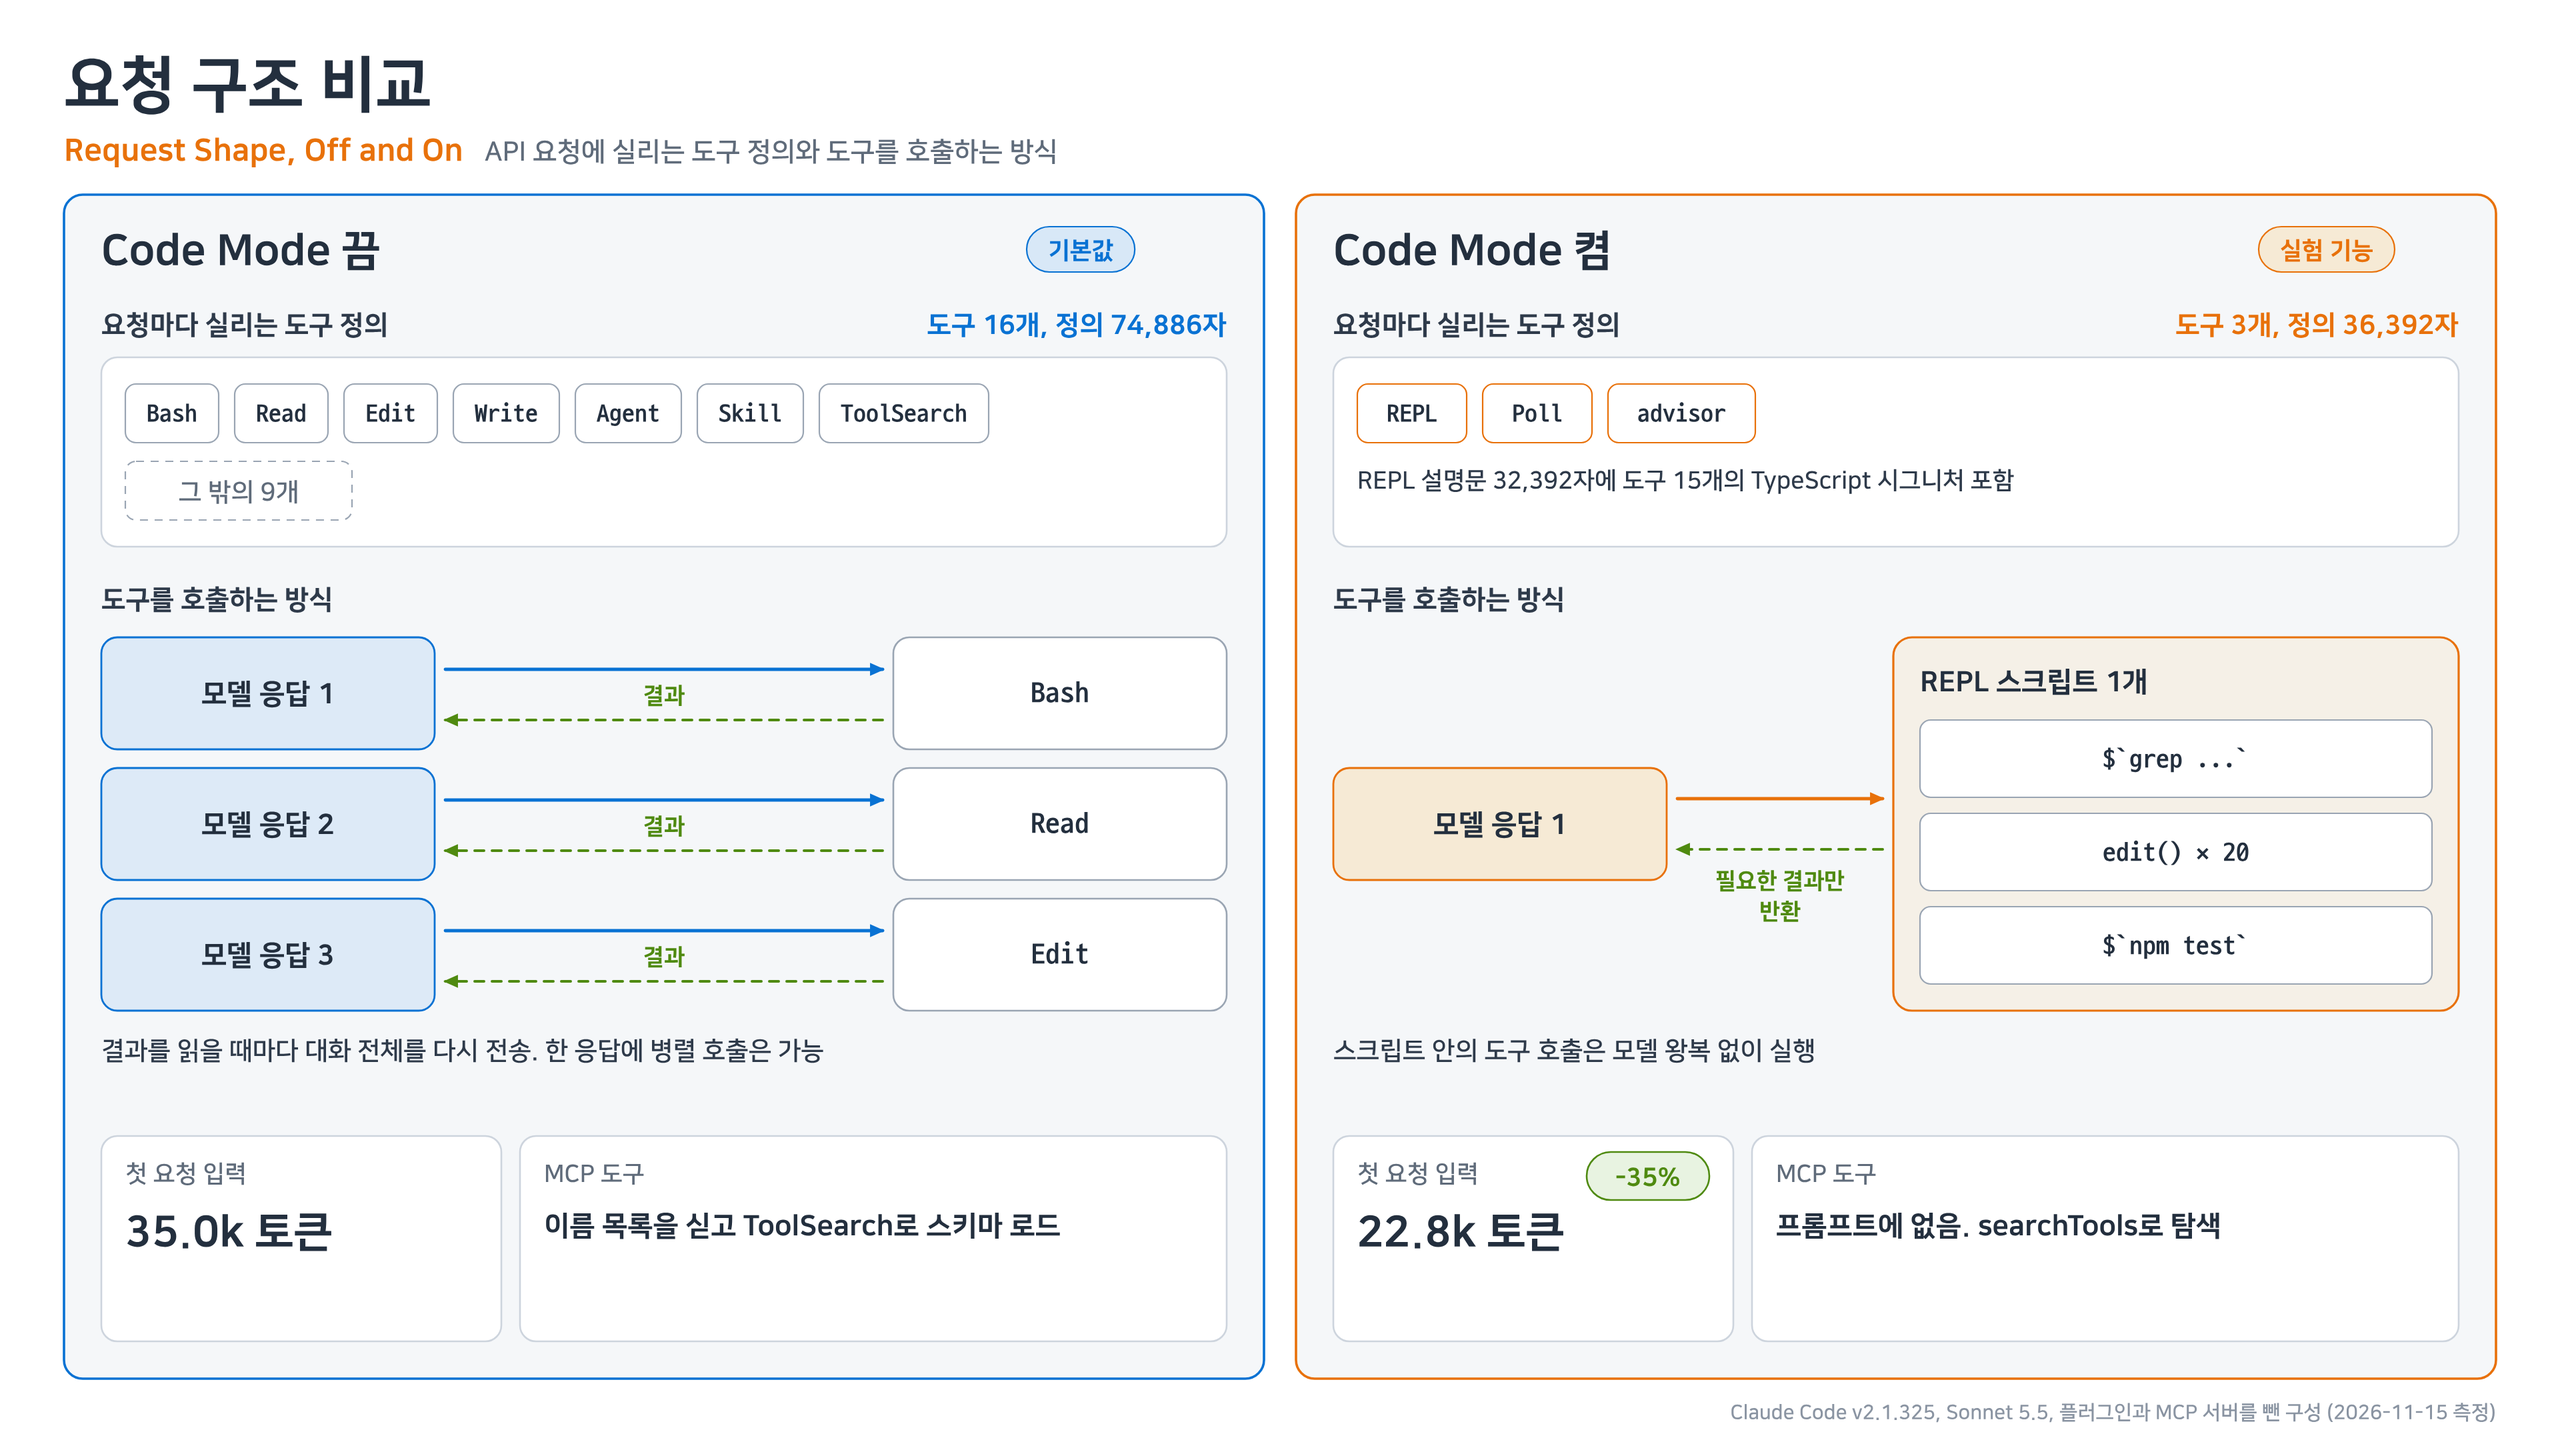 요청 구조 비교
Request Shape, Off and On API 요청에 실리는 도구 정의와 도구를 호출하는 방식
Code Mode 끔
기본값
요청마다 실리는 도구 정의
도구 16개, 정의 74,886자
Bash
Read
Edit
Write
Agent
Skill
ToolSearch
그 밖의 9개
도구를 호출하는 방식
모델 응답 1
결과
Bash
모델 응답 2
결과
Read
모델 응답 3
결과
Edit
결과를 읽을 때마다 대화 전체를 다시 전송. 한 응답에 병렬 호출은 가능
첫 요청 입력
35.0k 토큰
MCP 도구
이름 목록을 싣고 ToolSearch로 스키마 로드
Code Mode 켬
실험 기능
요청마다 실리는 도구 정의
도구 3개, 정의 36,392자
REPL
Poll
advisor
REPL 설명문 32,392자에 도구 15개의 TypeScript 시그니처 포함
도구를 호출하는 방식
모델 응답 1
필요한 결과만
반환
REPL 스크립트 1개
$`grep ...`
edit() × 20
$`npm test`
스크립트 안의 도구 호출은 모델 왕복 없이 실행
첫 요청 입력
-35%
22.8k 토큰
MCP 도구
프롬프트에 없음. searchTools로 탐색
Claude Code v2.1.325, Sonnet 5.5, 플러그인과 MCP 서버를 뺀 구성 (2026-11-15 측정)